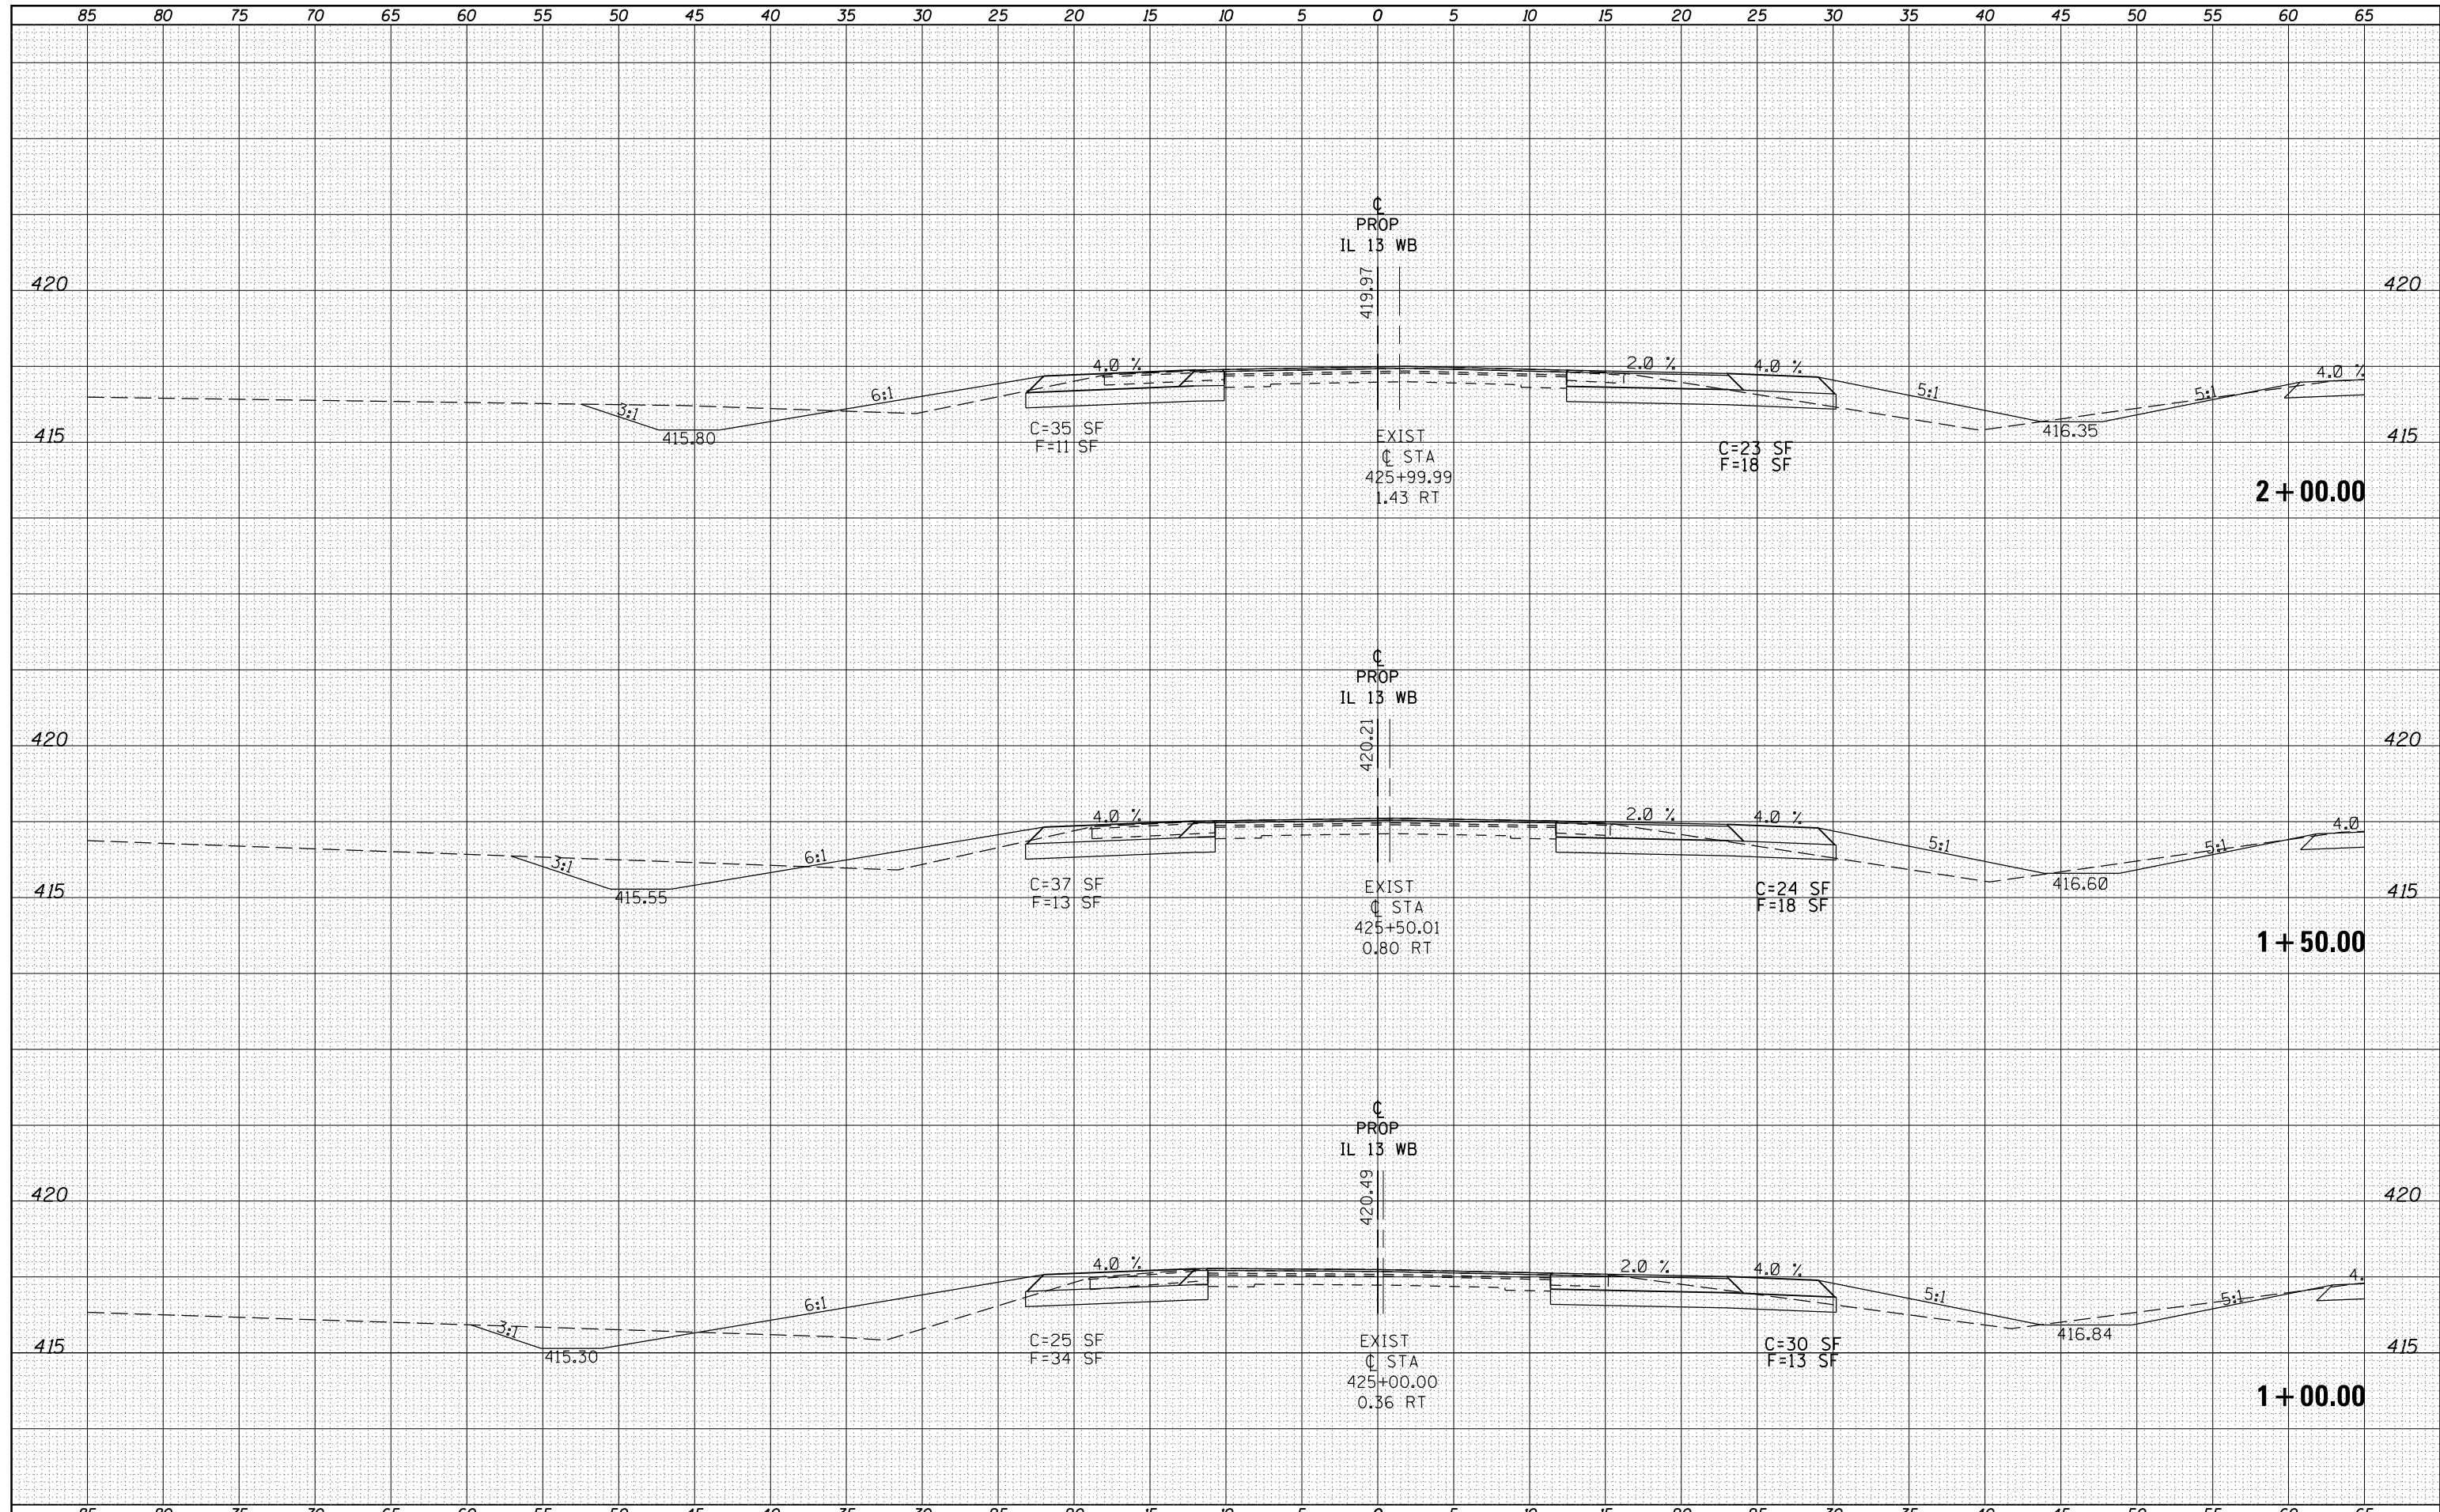 85 80 75 70 65 60 55 50 45 40 35 30 25 20 15 10 5 0 5 10 15 20 25 30 35 40 45 50 55 60 65
℄
PROP
IL 13 WB
419.97
420 420
4.0 % 2.0 % 4.0 % 4.0 %
3:1 6:1 5:1 5:1
415.80 416.35
415 415
C=35 SF
F=11 SF
EXIST
℄ STA
425+99.99
1.43 RT
C=23 SF
F=18 SF
2+00.00
℄
PROP
IL 13 WB
420.21
420 420
4.0 % 2.0 % 4.0 % 4.0
3:1 6:1 5:1 5:1
415.55 416.60
415 415
C=37 SF
F=13 SF
EXIST
℄ STA
425+50.01
0.80 RT
C=24 SF
F=18 SF
1+50.00
℄
PROP
IL 13 WB
420.49
420 420
4.0 % 2.0 % 4.0 % 4.
3:1 6:1 5:1 5:1
415.30 416.84
415 415
C=25 SF
F=34 SF
EXIST
℄ STA
425+00.00
0.36 RT
C=30 SF
F=13 SF
1+00.00